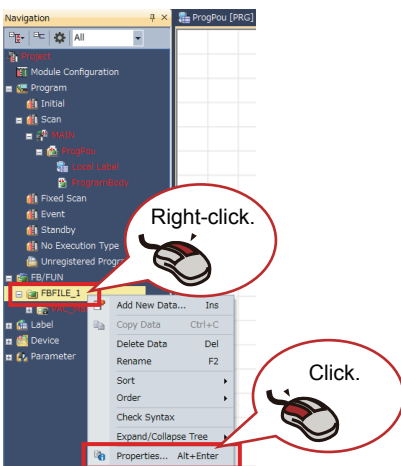 Navigation
ProgPou [PRG]
All
Project
Module Configuration
Program
Initial
Scan
MAIN
ProgPou
Local Label
ProgramBody
Fixed Scan
Event
Standby
No Execution Type
Unregistered Progra
FB/FUN
FBFILE_1
Label
Device
Parameter
Right-click.
Add New Data... Ins
Copy Data Ctrl+C
Delete Data Del
Rename F2
Sort
Order
Check Syntax
Expand/Collapse Tree
Properties... Alt+Enter
Click.